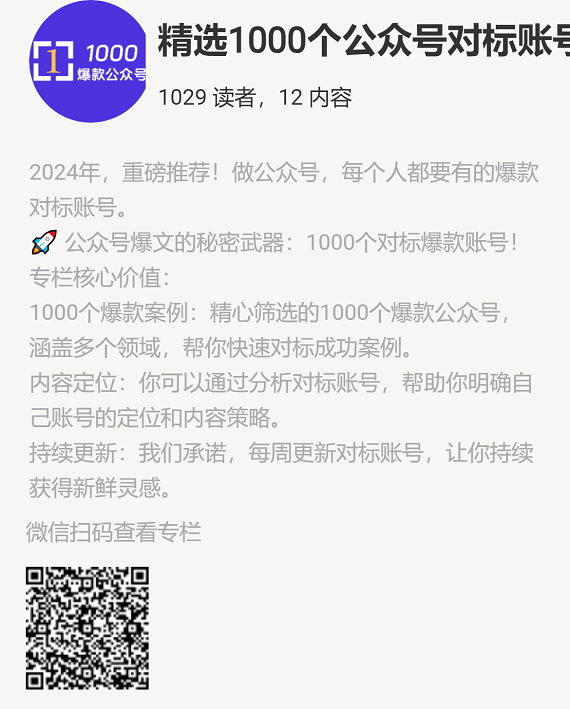 1
1000
爆款公众号
精选1000个公众号对标账号
1029 读者，12 内容
2024年，重磅推荐！做公众号，每个人都要有的爆款
对标账号。
🚀 公众号爆文的秘密武器：1000个对标爆款账号！
专栏核心价值：
1000个爆款案例：精心筛选的1000个爆款公众号，
涵盖多个领域，帮你快速对标成功案例。
内容定位：你可以通过分析对标账号，帮助你明确自
己账号的定位和内容策略。
持续更新：我们承诺，每周更新对标账号，让你持续
获得新鲜灵感。
微信扫码查看专栏